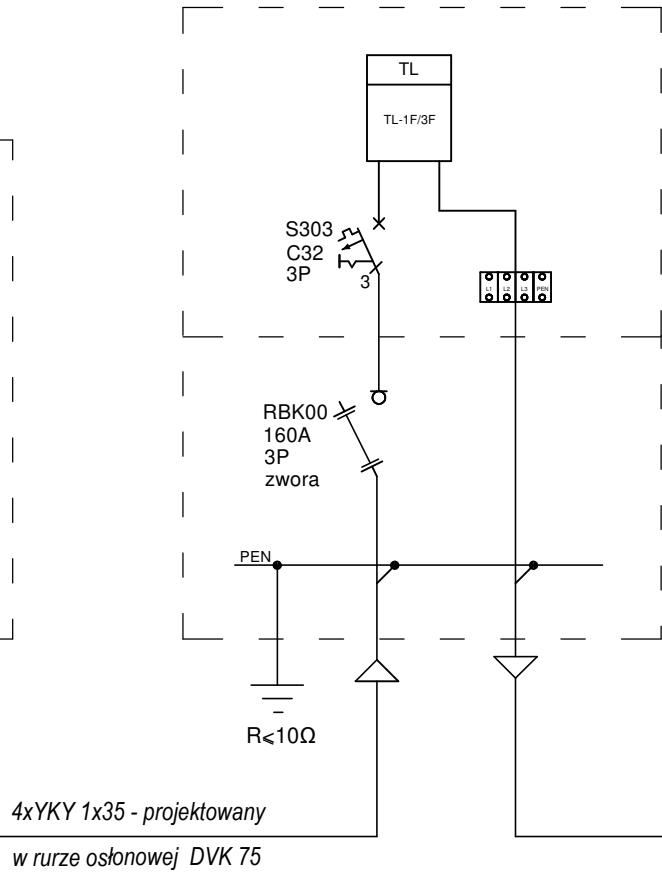 TL
TL-1F/3F
S303
C32
3P
3
L1 L2 L3 PEN
RBK00
160A
3P
zwora
PEN
R⩽10Ω
4xYKY 1x35 - projektowany
w rurze osłonowej DVK 75